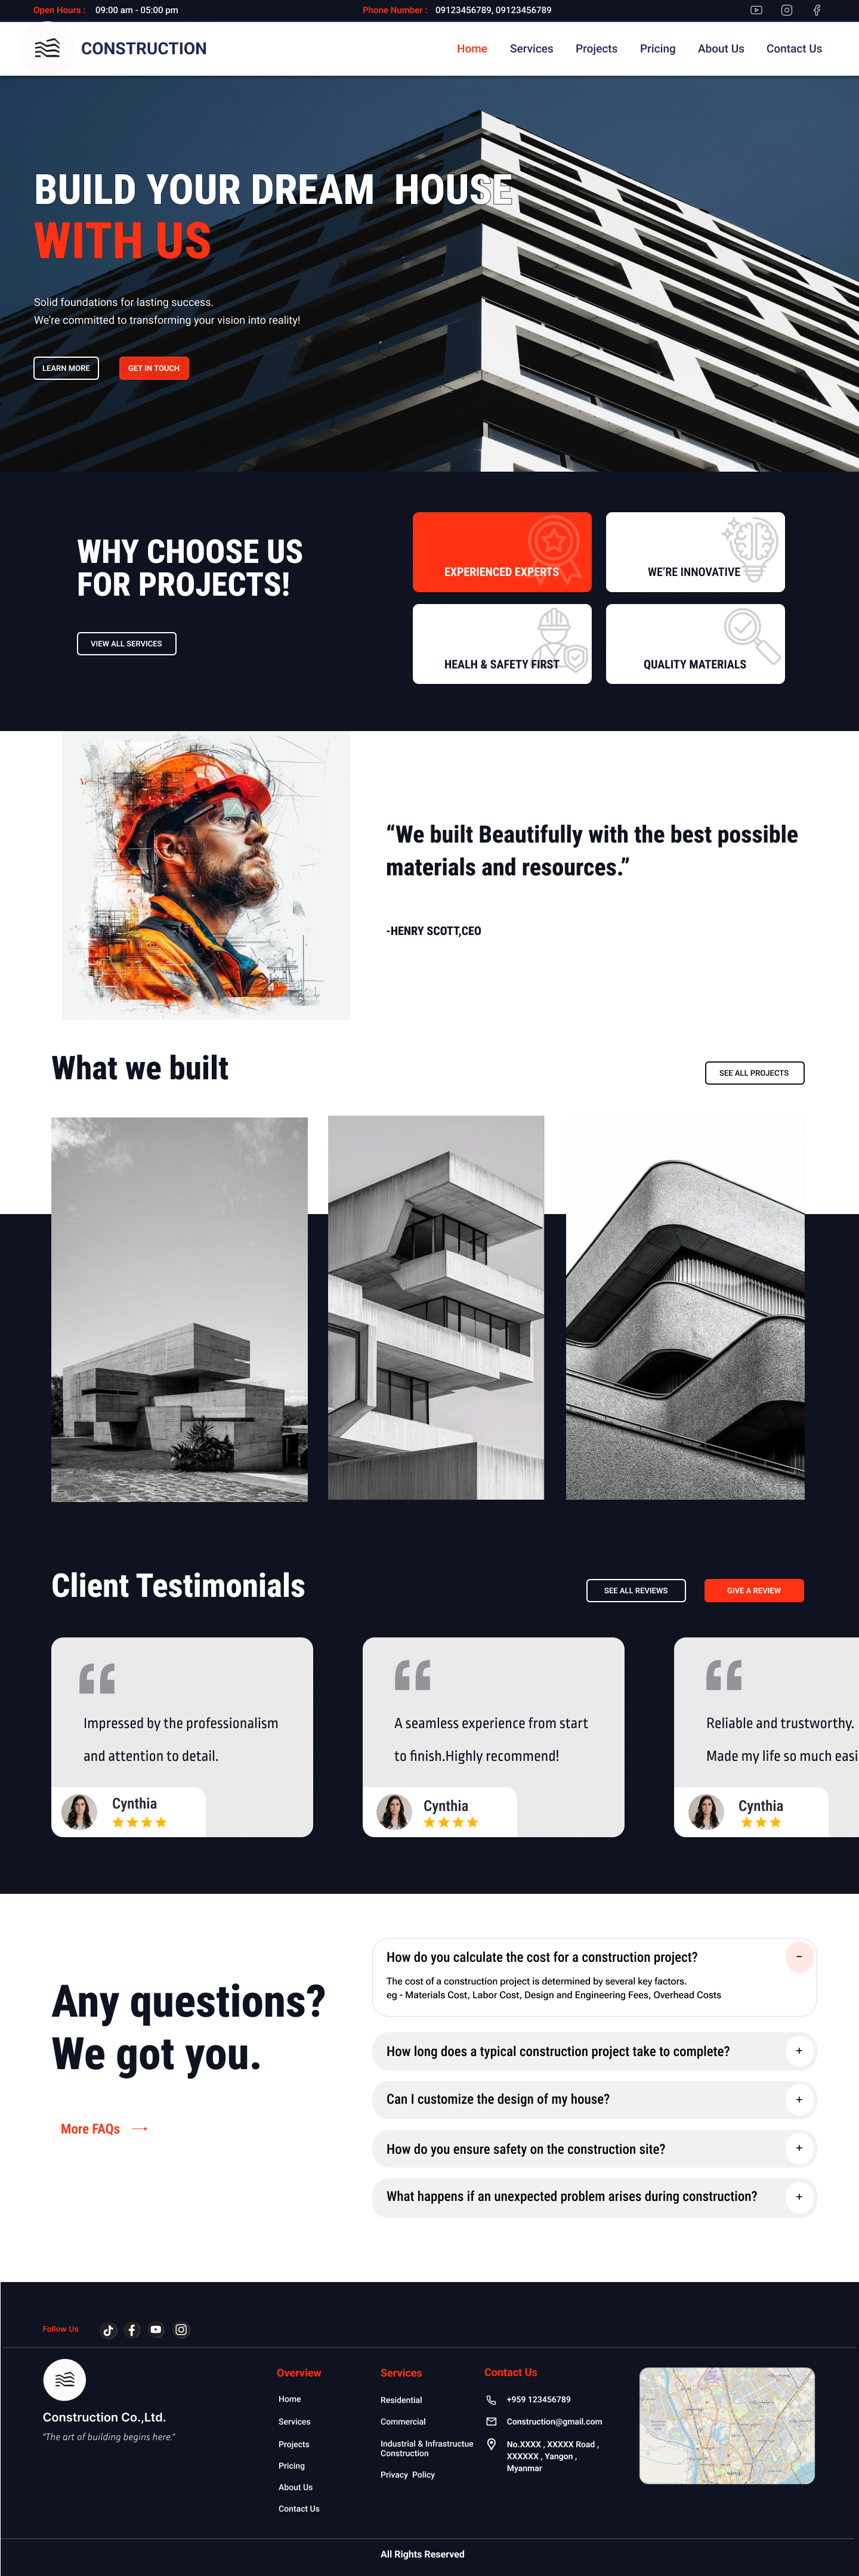 Open Hours : 09:00 am - 05:00 pm
Phone Number : 09123456789, 09123456789
CONSTRUCTION
Home Services Projects Pricing About Us Contact Us
BUILD YOUR DREAM HOUSE
WITH US
Solid foundations for lasting success.
We're committed to transforming your vision into reality!
LEARN MORE GET IN TOUCH
WHY CHOOSE US
FOR PROJECTS!
VIEW ALL SERVICES
EXPERIENCED EXPERTS
WE'RE INNOVATIVE
HEALH & SAFETY FIRST
QUALITY MATERIALS
“We built Beautifully with the best possible
materials and resources.”
-HENRY SCOTT,CEO
What we built
SEE ALL PROJECTS
Client Testimonials
SEE ALL REVIEWS GIVE A REVIEW
Impressed by the professionalism
and attention to detail.
Cynthia
A seamless experience from start
to finish.Highly recommend!
Cynthia
Reliable and trustworthy.
Made my life so much easi
Cynthia
Any questions?
We got you.
More FAQs
How do you calculate the cost for a construction project?
The cost of a construction project is determined by several key factors.
eg - Materials Cost, Labor Cost, Design and Engineering Fees, Overhead Costs
How long does a typical construction project take to complete?
Can I customize the design of my house?
How do you ensure safety on the construction site?
What happens if an unexpected problem arises during construction?
Follow Us
Construction Co.,Ltd.
"The art of building begins here."
Overview
Home
Services
Projects
Pricing
About Us
Contact Us
Services
Residential
Commercial
Industrial & Infrastructue
Construction
Privacy Policy
Contact Us
+959 123456789
Construction@gmail.com
No.XXXX , XXXXX Road ,
XXXXXX , Yangon ,
Myanmar
All Rights Reserved